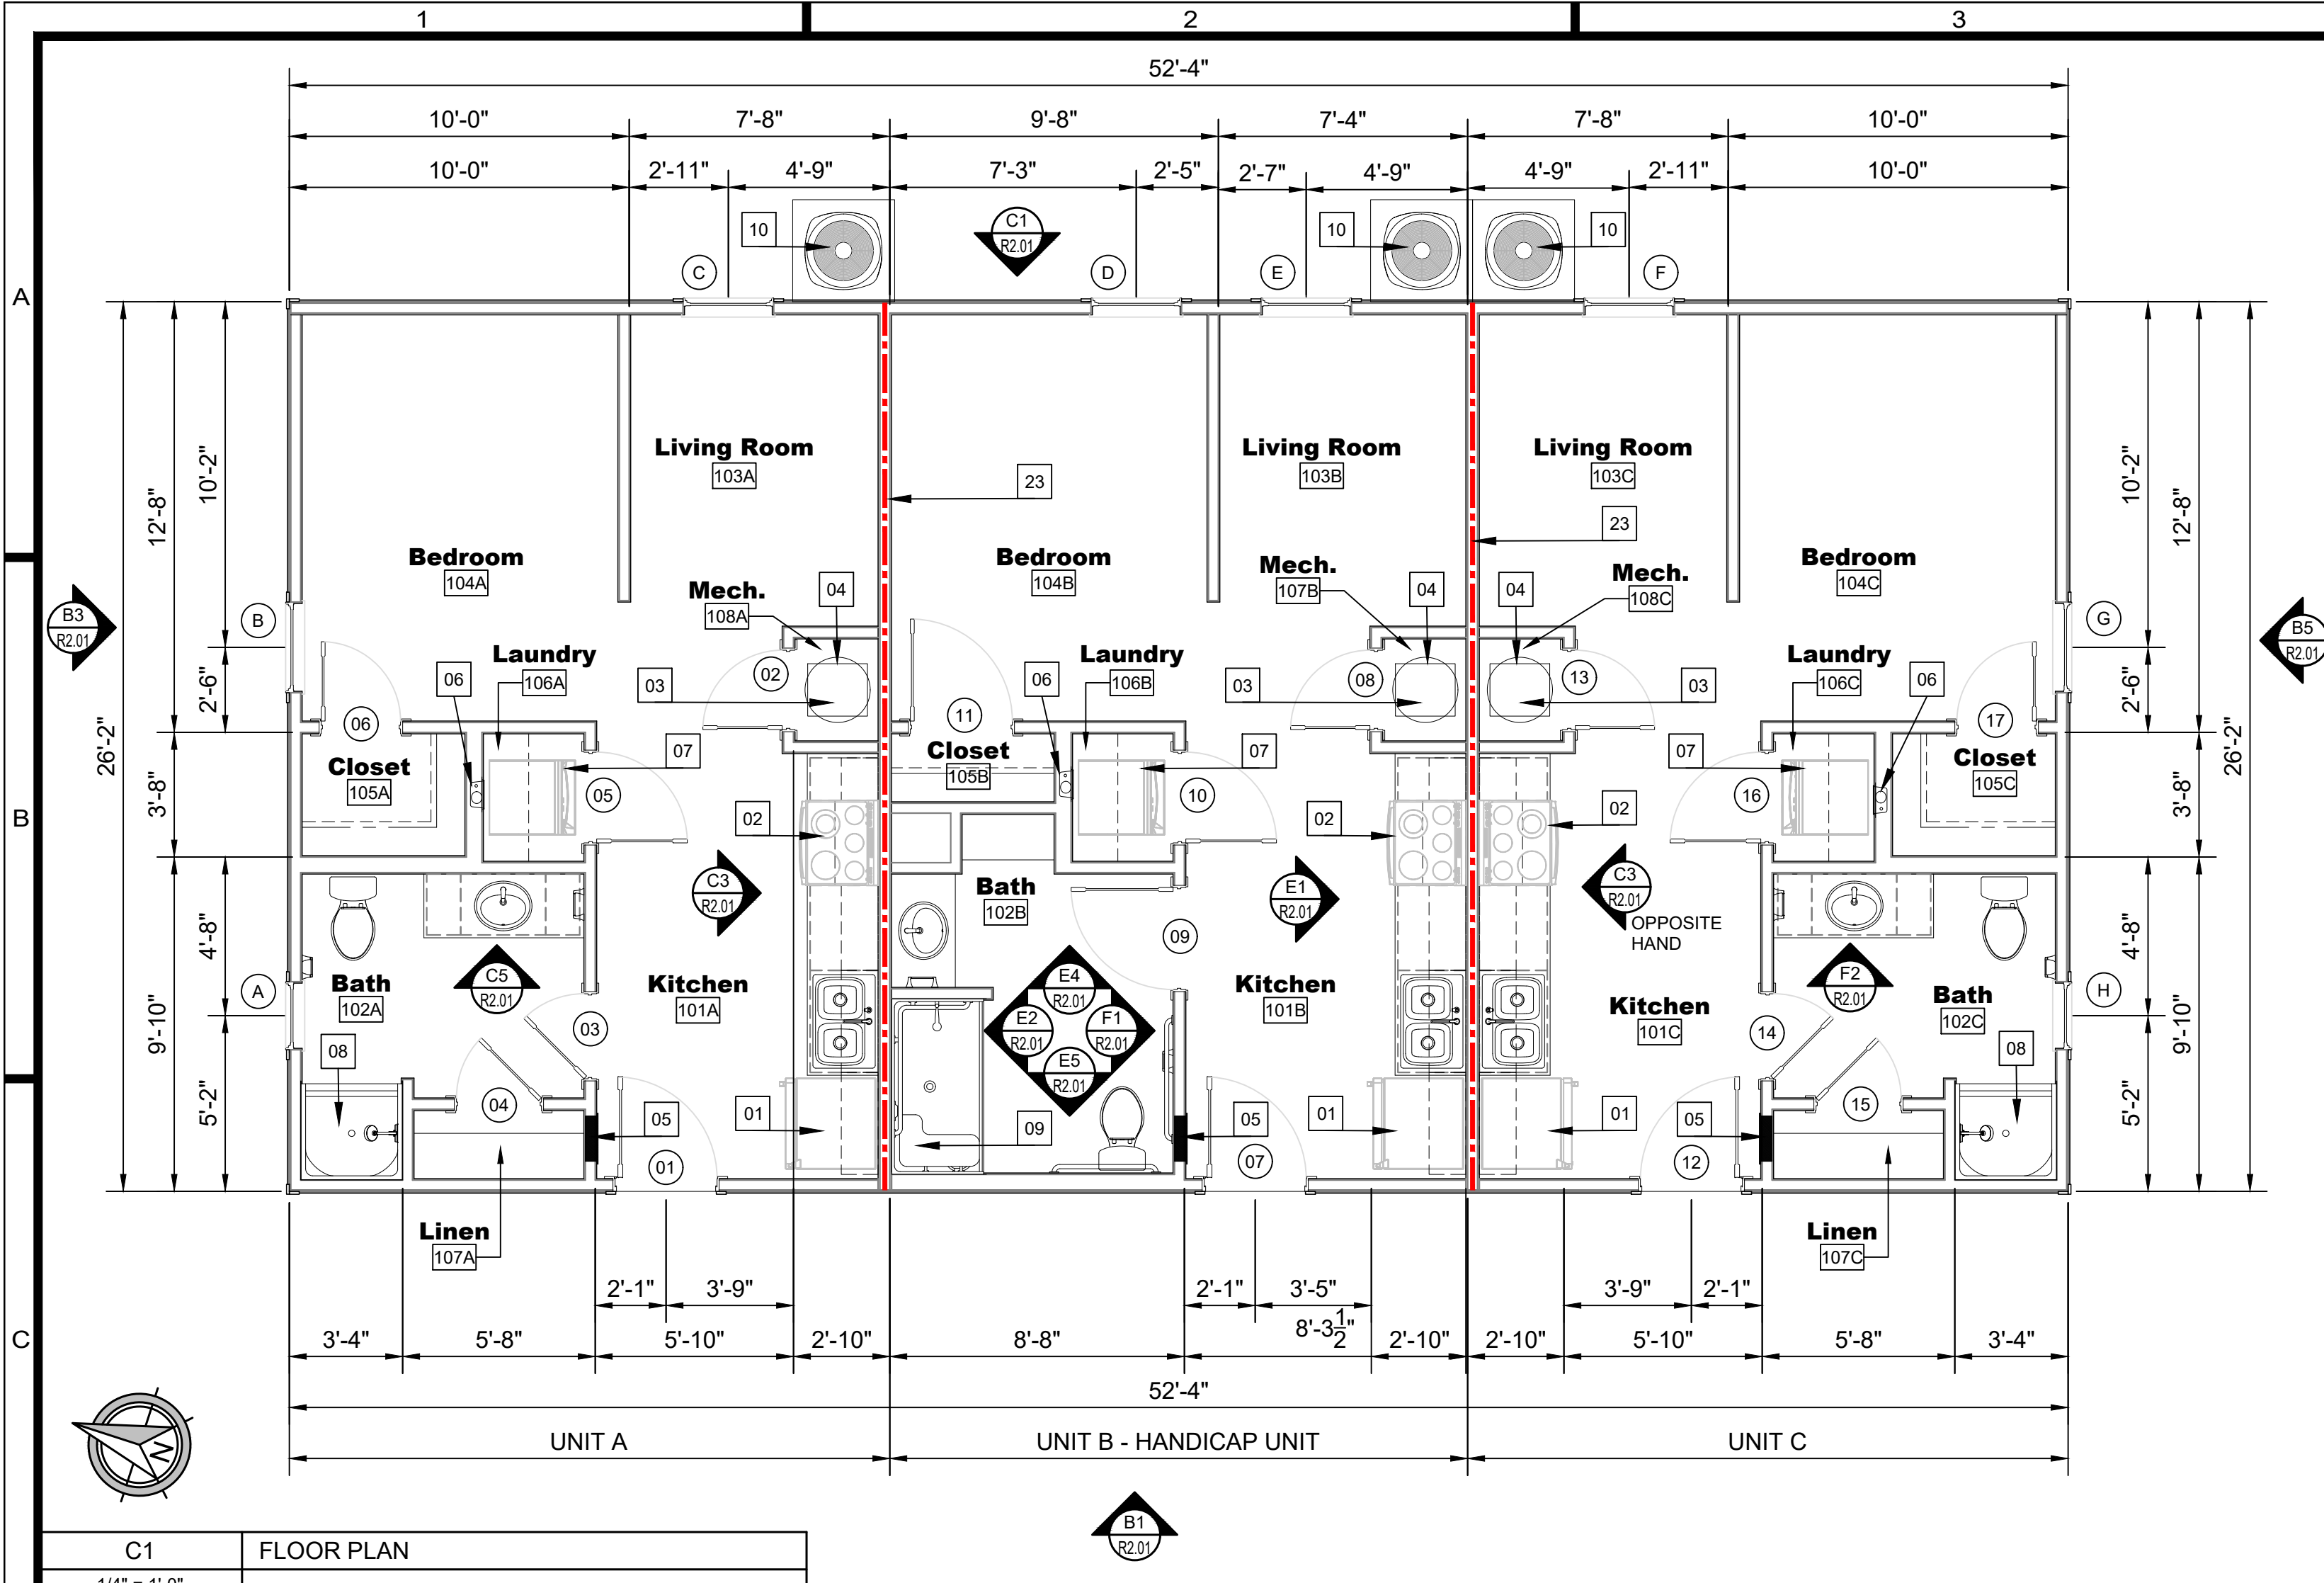 1 2 3
52'-4"
10'-0" 7'-8" 9'-8" 7'-4" 7'-8" 10'-0"
10'-0" 2'-11" 4'-9" 7'-3" 2'-5" 2'-7" 4'-9" 4'-9" 2'-11" 10'-0"
10 C1 10 10
R2.01
C D E F
A
26'-2" 12'-8" 10'-2" 2'-6" 3'-8" 9'-10" 4'-8" 5'-2"
10'-2" 12'-8" 2'-6" 26'-2" 3'-8" 4'-8" 9'-10" 5'-2"
Living Room Living Room Living Room
103A 103B 103C
23
23
Bedroom Bedroom Bedroom
104A 104B 104C
Mech. Mech. Mech.
108A 107B 108C
04 04 04
B3
R2.01
B5
R2.01
B G
Laundry Laundry Laundry
106A 106B 106C
06 03 02 06 03 08 13 03 06
06 11 17
07 07 07
Closet Closet Closet
105A 105B 105C
05 10 16
B
02 02 02
C3
R2.01
E1
R2.01
C3
R2.01
OPPOSITE
HAND
Bath
102B
09
C5
R2.01
F2
R2.01
Bath Kitchen Kitchen Kitchen Bath
102A 101A 101B 101C 102C
A H
E4
R2.01
E2
R2.01
F1
R2.01
E5
R2.01
03 14
08 08
04 15
05 01 09 05 01 01 05
01 07 12
Linen Linen
107A 107C
2'-1" 3'-9" 2'-1" 3'-5" 3'-9" 2'-1"
C
3'-4" 5'-8" 5'-10" 2'-10" 8'-8" 8'-3 1/2" 2'-10" 2'-10" 5'-10" 5'-8" 3'-4"
52'-4"
N
UNIT A UNIT B - HANDICAP UNIT UNIT C
B1
R2.01
C1 FLOOR PLAN
1/4" = 1'-0"